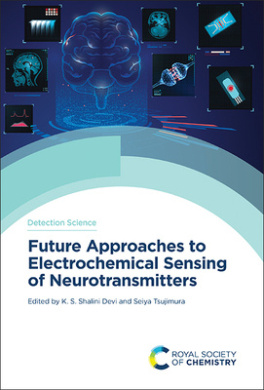 Detection Science
Future Approaches to
Electrochemical Sensing
of Neurotransmitters
Edited by K. S. Shalini Devi and Seiya Tsujimura
ROYAL SOCIETY
OF CHEMISTRY